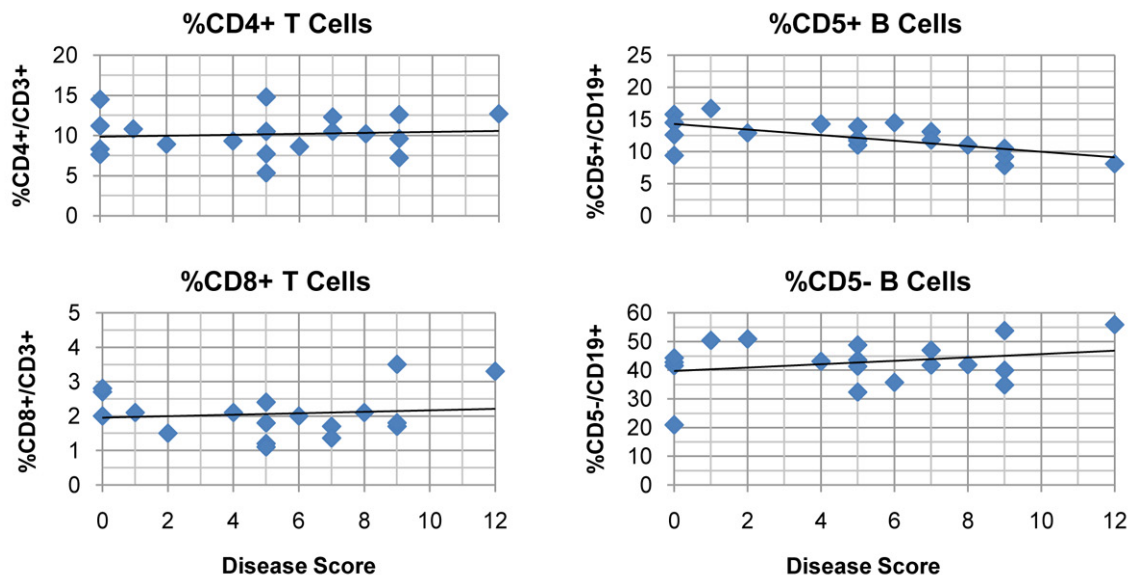 %CD4+ T Cells
%CD4+/CD3+
20
15
10
5
0
%CD5+ B Cells
%CD5+/CD19+
25
20
15
10
5
0
%CD8+ T Cells
%CD8+/CD3+
5
4
3
2
1
0
0 2 4 6 8 10 12
Disease Score
%CD5- B Cells
%CD5-/CD19+
60
50
40
30
20
10
0
0 2 4 6 8 10 12
Disease Score